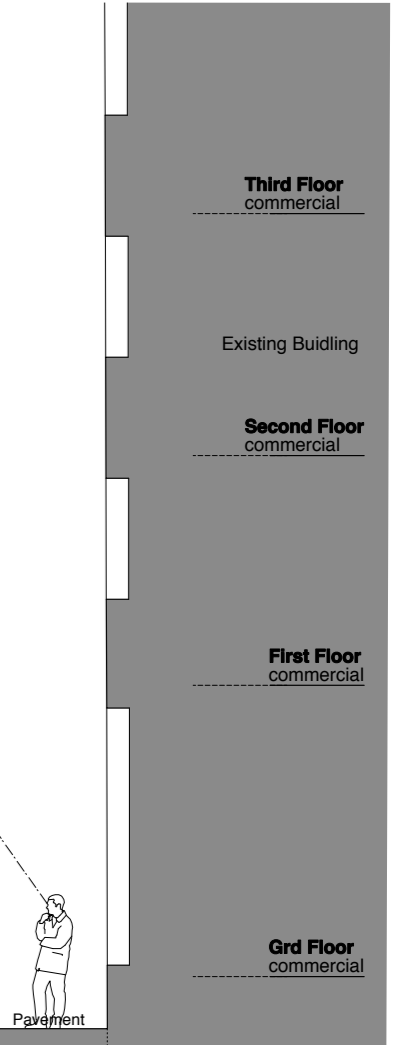 Third Floor
commercial
Existing Buidling
Second Floor
commercial
First Floor
commercial
Grd Floor
commercial
Pavement